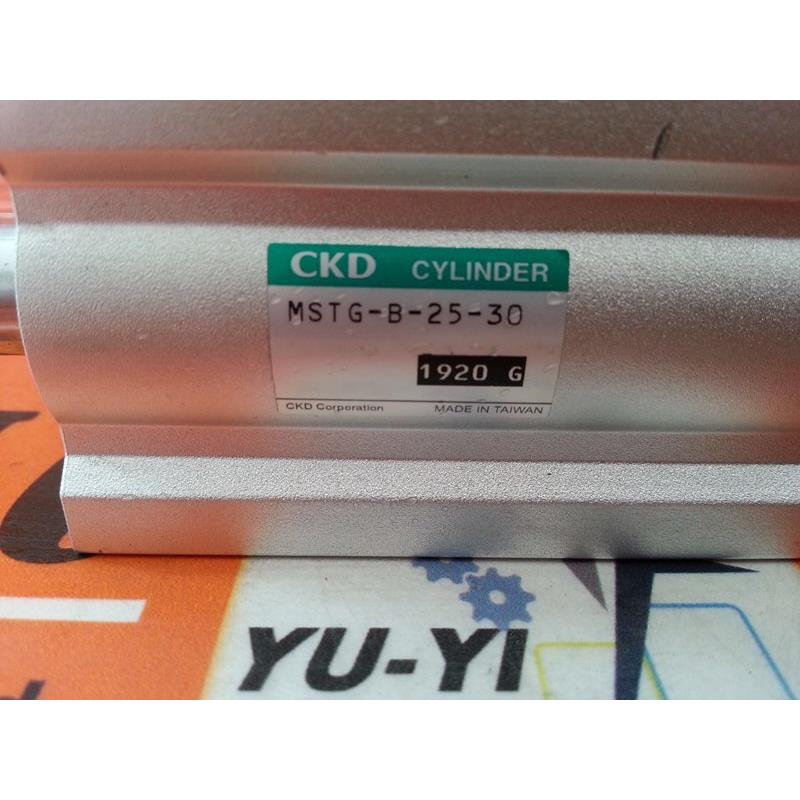 CKD CYLINDER
MSTG-B-25-30
1920 G
CKD Corporation MADE IN TAIWAN
YU-YI